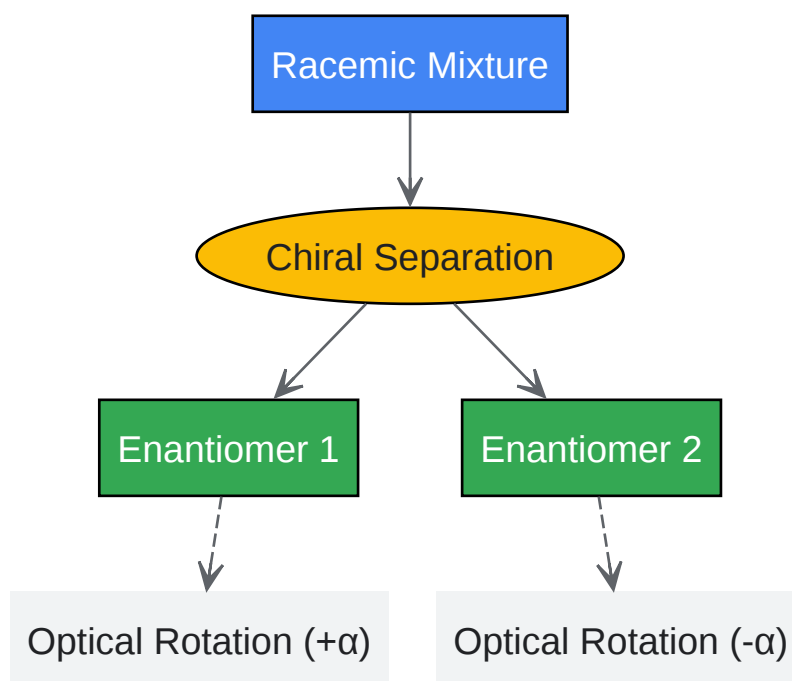 Racemic Mixture
Chiral Separation
Enantiomer 1
Enantiomer 2
Optical Rotation (+α)
Optical Rotation (-α)